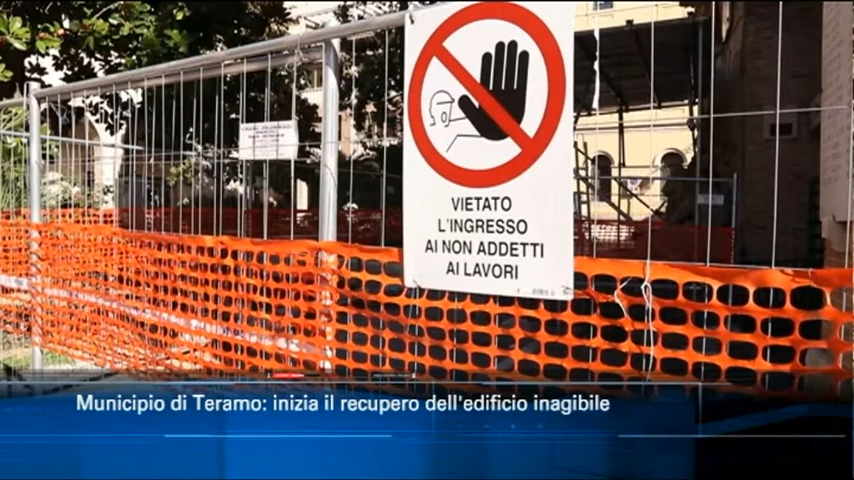 VIETATO
L'INGRESSO
AI NON ADDETTI
AI LAVORI
Municipio di Teramo: inizia il recupero dell'edificio inagibile